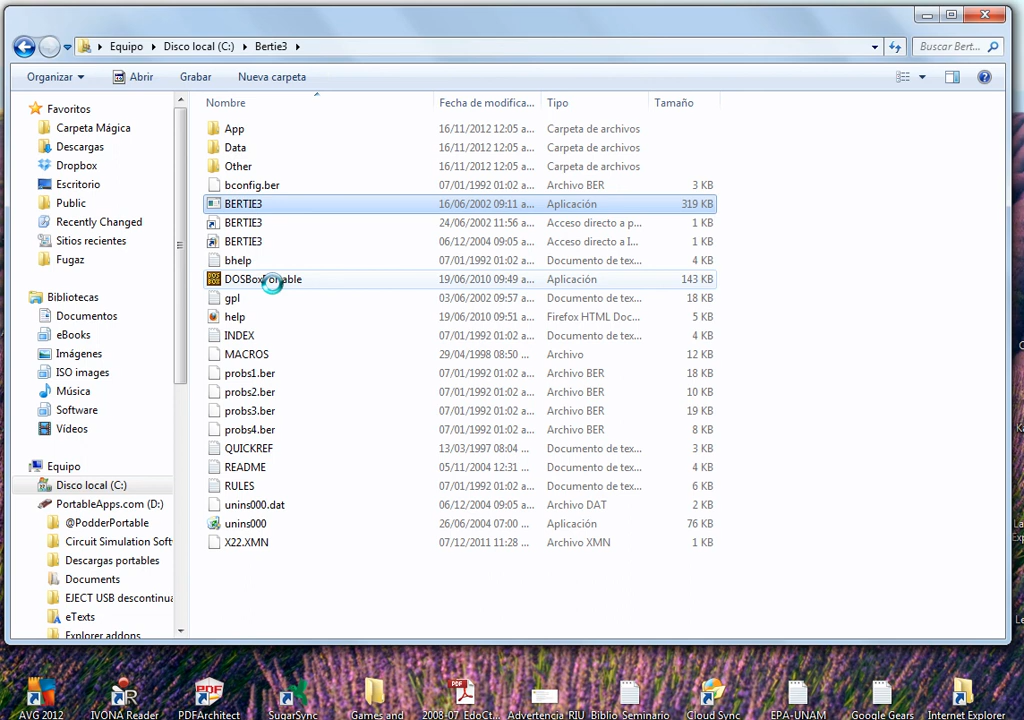 Equipo ▸ Disco local (C:) ▸ Bertie3 ▸
Buscar Bert...
Organizar Abrir Grabar Nueva carpeta
Nombre Fecha de modifica... Tipo Tamaño
App 16/11/2012 12:05 a... Carpeta de archivos
Data 16/11/2012 12:05 a... Carpeta de archivos
Other 16/11/2012 12:05 a... Carpeta de archivos
bconfig.ber 07/01/1992 01:02 a... Archivo BER 3 KB
BERTIE3 16/06/2002 09:11 a... Aplicación 319 KB
BERTIE3 24/06/2002 11:56 a... Acceso directo a p... 1 KB
BERTIE3 06/12/2004 09:05 a... Acceso directo a I... 1 KB
bhelp 07/01/1992 01:02 a... Documento de tex... 4 KB
DOSBoxPortable 19/06/2010 09:49 a... Aplicación 143 KB
gpl 03/06/2002 09:57 a... Documento de tex... 18 KB
help 19/06/2010 09:51 a... Firefox HTML Doc... 5 KB
INDEX 07/01/1992 01:02 a... Documento de tex... 4 KB
MACROS 29/04/1998 08:50 ... Archivo 12 KB
probs1.ber 07/01/1992 01:02 a... Archivo BER 18 KB
probs2.ber 07/01/1992 01:02 a... Archivo BER 10 KB
probs3.ber 07/01/1992 01:02 a... Archivo BER 19 KB
probs4.ber 07/01/1992 01:02 a... Archivo BER 8 KB
QUICKREF 13/03/1997 08:04 ... Documento de tex... 3 KB
README 05/11/2004 12:31 ... Documento de tex... 4 KB
RULES 07/01/1992 01:02 a... Documento de tex... 6 KB
unins000.dat 06/12/2004 09:05 a... Archivo DAT 2 KB
unins000 26/06/2004 07:00 ... Aplicación 76 KB
X22.XMN 07/12/2011 11:28 ... Archivo XMN 1 KB
Favoritos
Carpeta Mágica
Descargas
Dropbox
Escritorio
Public
Recently Changed
Sitios recientes
Fugaz
Bibliotecas
Documentos
eBooks
Imágenes
ISO images
Música
Software
Vídeos
Equipo
Disco local (C:)
PortableApps.com (D:)
@PodderPortable
Circuit Simulation Soft
Descargas portables
Documents
EJECT USB descontinua
eTexts
Explorer addons
AVG 2012 IVONA Reader PDFArchitect SugarSync Games and 2008-07_EdoCt... Advertencia RIU Biblio Seminario Cloud Sync EPA-UNAM Google Gears Internet Explorer